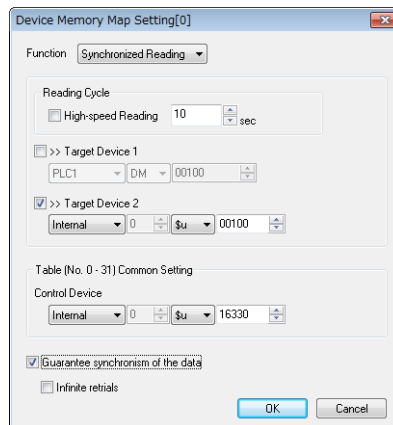 Device Memory Map Setting[0]
Function Synchronized Reading
Reading Cycle
High-speed Reading 10 sec
>> Target Device 1
PLC1 DM 00100
>> Target Device 2
Internal 0 $u 00100
Table (No. 0 - 31) Common Setting
Control Device
Internal 0 $u 16330
Guarantee synchronism of the data
Infinite retrials
OK Cancel